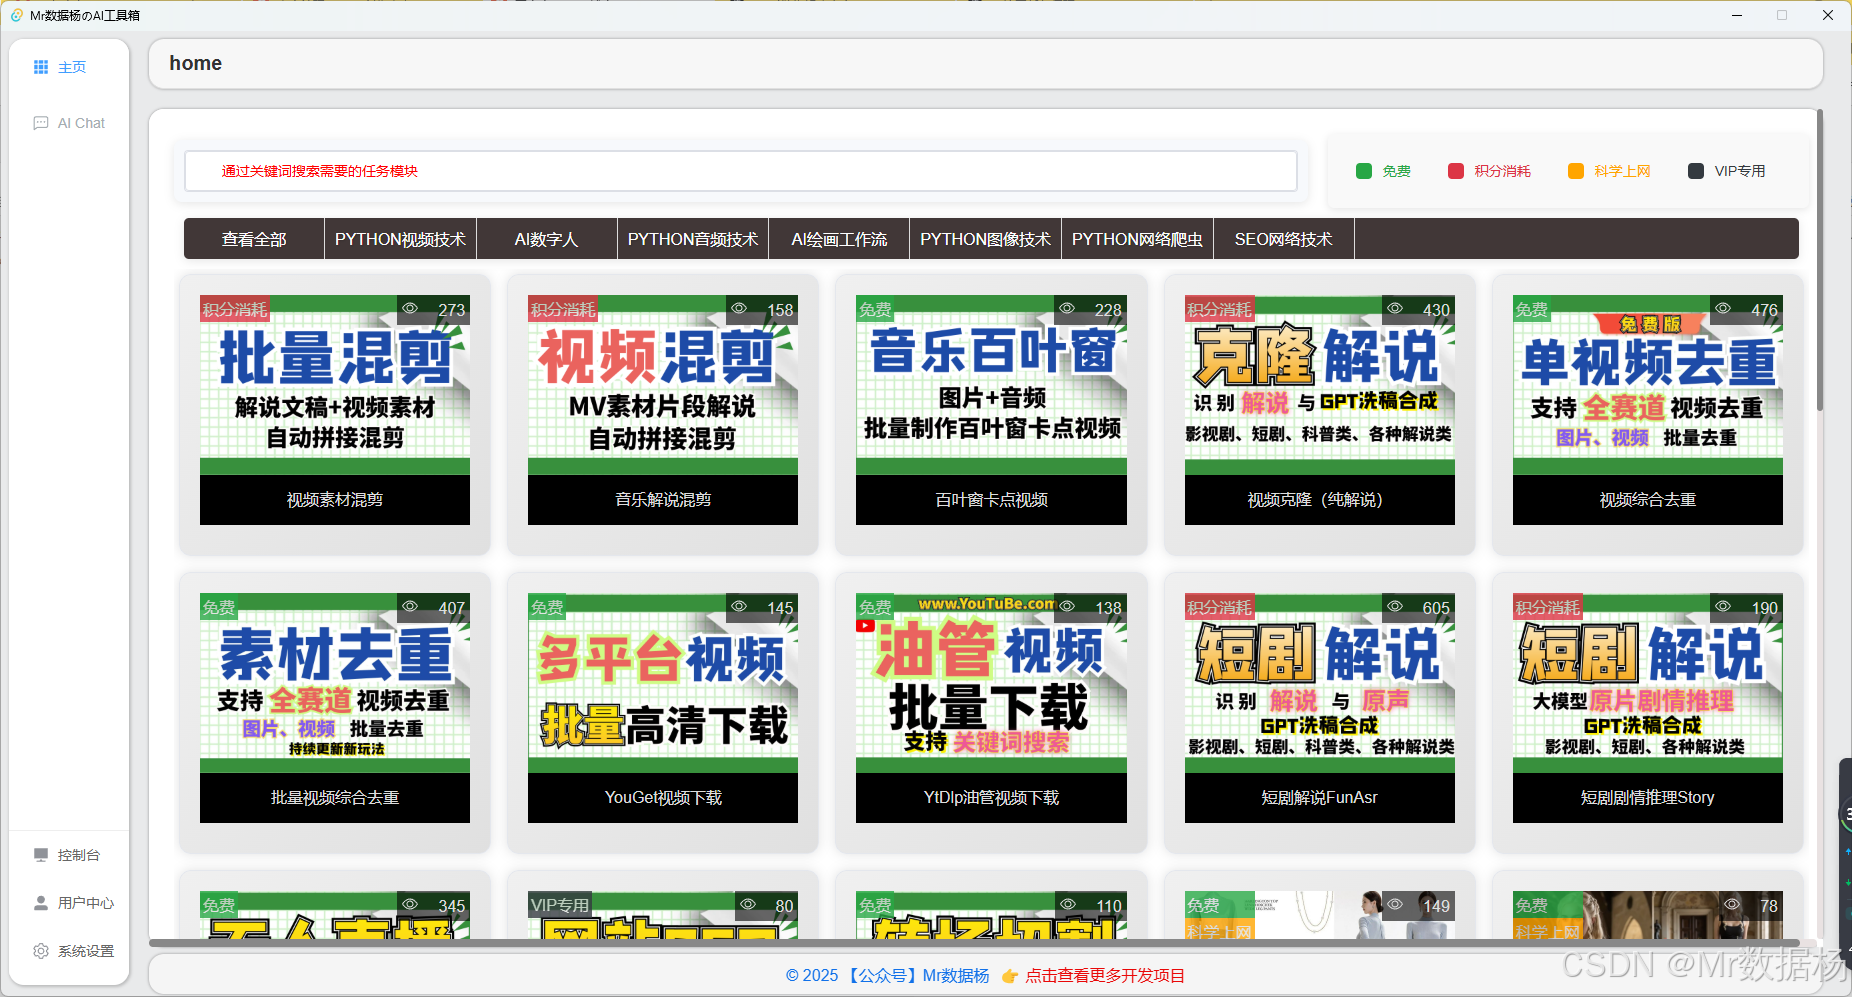 Mr数据杨のAI工具箱
主页
AI Chat
控制台
用户中心
系统设置
home
通过关键词搜索需要的任务模块
免费 积分消耗 科学上网 VIP专用
查看全部 PYTHON视频技术 AI数字人 PYTHON音频技术 AI绘画工作流 PYTHON图像技术 PYTHON网络爬虫 SEO网络技术
积分消耗 273
批量混剪
解说文稿+视频素材
自动拼接混剪
视频素材混剪
积分消耗 158
视频混剪
MV素材片段解说
自动拼接混剪
音乐解说混剪
免费 228
音乐百叶窗
图片+音频
批量制作百叶窗卡点视频
百叶窗卡点视频
积分消耗 430
克隆解说
识别 解说 与 GPT洗稿合成
影视剧、短剧、科普类、各种解说类
视频克隆（纯解说）
免费 476
免费版
单视频去重
支持 全赛道 视频去重
图片、视频 批量去重
视频综合去重
免费 407
素材去重
支持 全赛道 视频去重
图片、视频 批量去重
持续更新新玩法
批量视频综合去重
免费 145
多平台视频
批量高清下载
YouGet视频下载
免费 138
www.YouTuBe.com
油管视频
批量下载
支持 关键词搜索
YtDlp油管视频下载
积分消耗 605
短剧解说
识别 解说 与 原声
GPT洗稿合成
影视剧、短剧、科普类、各种解说类
短剧解说FunAsr
积分消耗 190
短剧解说
大模型原片剧情推理
GPT洗稿合成
影视剧、短剧、各种解说类
短剧剧情推理Story
免费 345
VIP专用 80
免费 110
免费 149
科学上网
免费 78
科学上网
© 2025 【公众号】Mr数据杨 👉 点击查看更多开发项目
CSDN @Mr数据杨